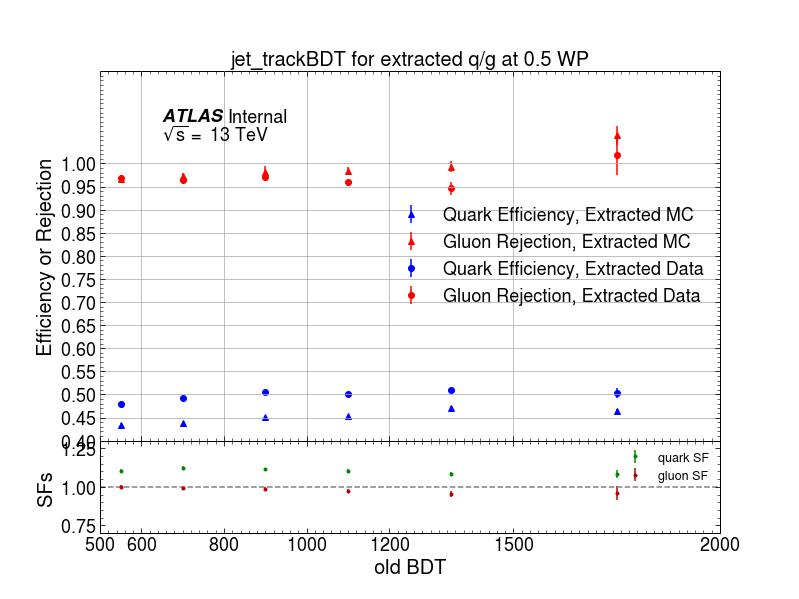 jet_trackBDT for extracted q/g at 0.5 WP
ATLAS Internal
√s = 13 TeV
Efficiency or Rejection
1.00
0.95
0.90
0.85
0.80
0.75
0.70
0.65
0.60
0.55
0.50
0.45
0.40
Quark Efficiency, Extracted MC
Gluon Rejection, Extracted MC
Quark Efficiency, Extracted Data
Gluon Rejection, Extracted Data
SFs
1.25
1.00
0.75
quark SF
gluon SF
500 600 800 1000 1200 1500 2000
old BDT